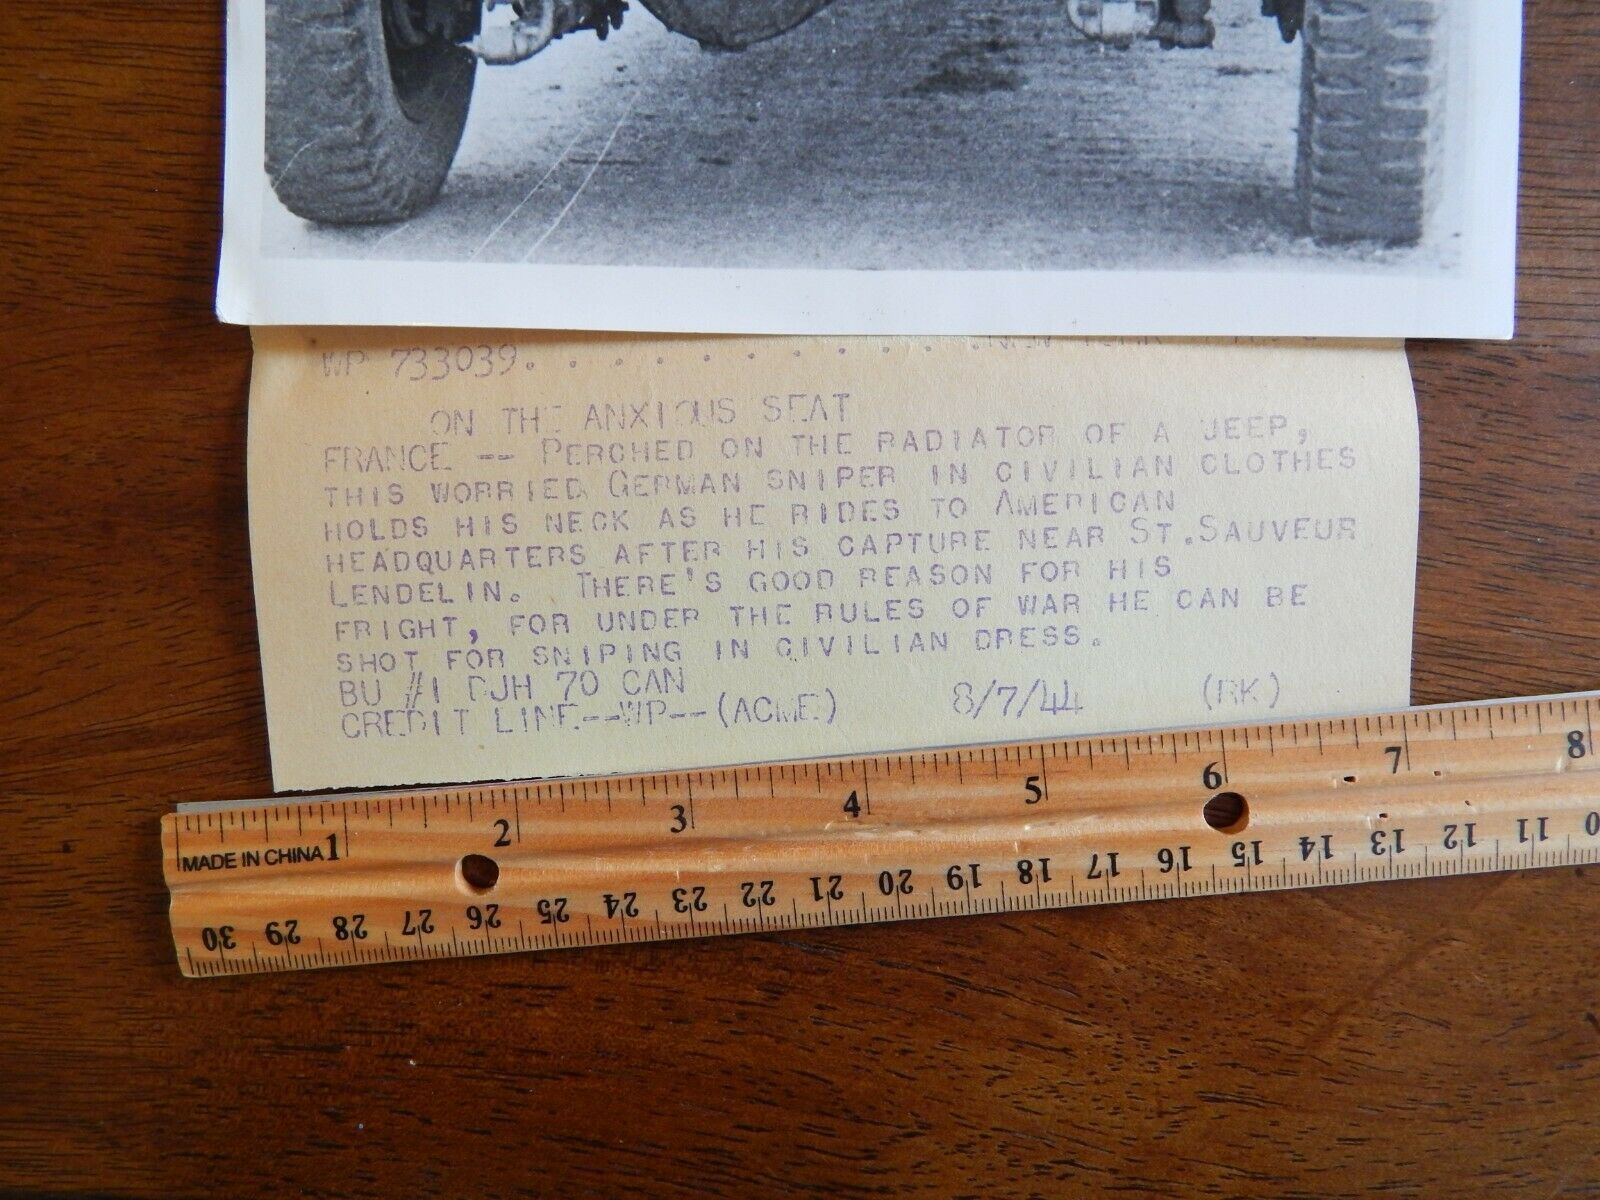 WP 733039. . . . . . . . . . .NEW YORK
ON THE ANXIOUS SEAT
FRANCE -- PERCHED ON THE RADIATOR OF A JEEP,
THIS WORRIED GERMAN SNIPER IN CIVILIAN CLOTHES
HOLDS HIS NECK AS HE RIDES TO AMERICAN
HEADQUARTERS AFTER HIS CAPTURE NEAR ST.SAUVEUR
LENDELIN. THERE'S GOOD REASON FOR HIS
FRIGHT, FOR UNDER THE RULES OF WAR HE CAN BE
SHOT FOR SNIPING IN CIVILIAN DRESS.
BU #1 DJH 70 CAN
CREDIT LINE--WP--(ACME) 8/7/44 (RK)
1 2 3 4 5 6 7 8
MADE IN CHINA
30 29 28 27 26 25 24 23 22 21 20 19 18 17 16 15 14 13 12 11